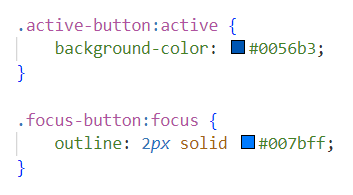 .active-button:active {
    background-color: #0056b3;
}

.focus-button:focus {
    outline: 2px solid #007bff;
}